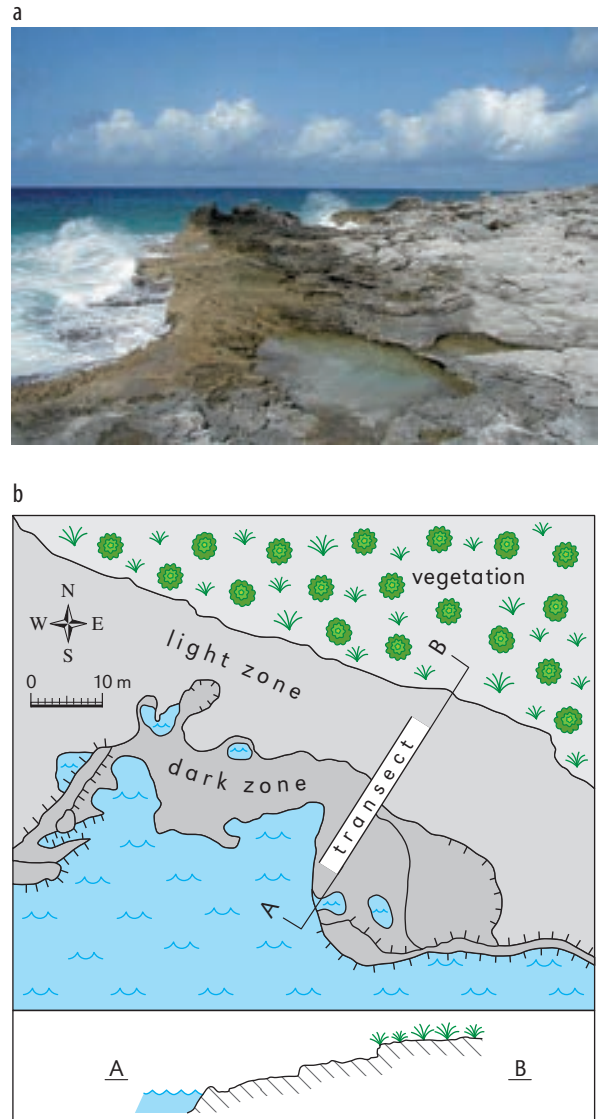 a
b
vegetation
N
W E
S
B
light zone
0 10 m
transect
dark zone
A
A B